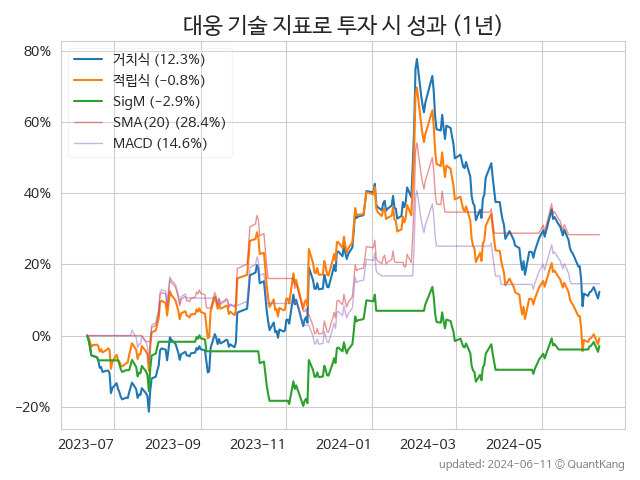 대웅 기술 지표로 투자 시 성과 (1년)
80%
60%
40%
20%
0%
−20%
거치식 (12.3%)
적립식 (−0.8%)
SigM (−2.9%)
SMA(20) (28.4%)
MACD (14.6%)
2023-07
2023-09
2023-11
2024-01
2024-03
2024-05
updated: 2024-06-11 © QuantKang